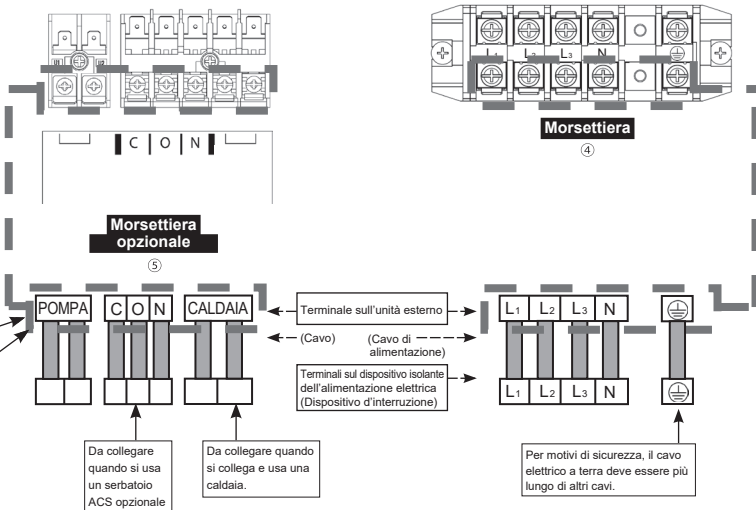 L1 L2 L3 N
Morsettiera
④
C O N
Morsettiera
opzionale
⑤
POMPA C O N CALDAIA
Terminale sull'unità esterno
L1 L2 L3 N
(Cavo)
(Cavo di
alimentazione)
Terminali sul dispositivo isolante
dell'alimentazione elettrica
(Dispositivo d'interruzione)
L1 L2 L3 N
Da collegare
quando si usa
un serbatoio
ACS opzionale
Da collegare quando
si collega e usa una
caldaia.
Per motivi di sicurezza, il cavo
elettrico a terra deve essere più
lungo di altri cavi.